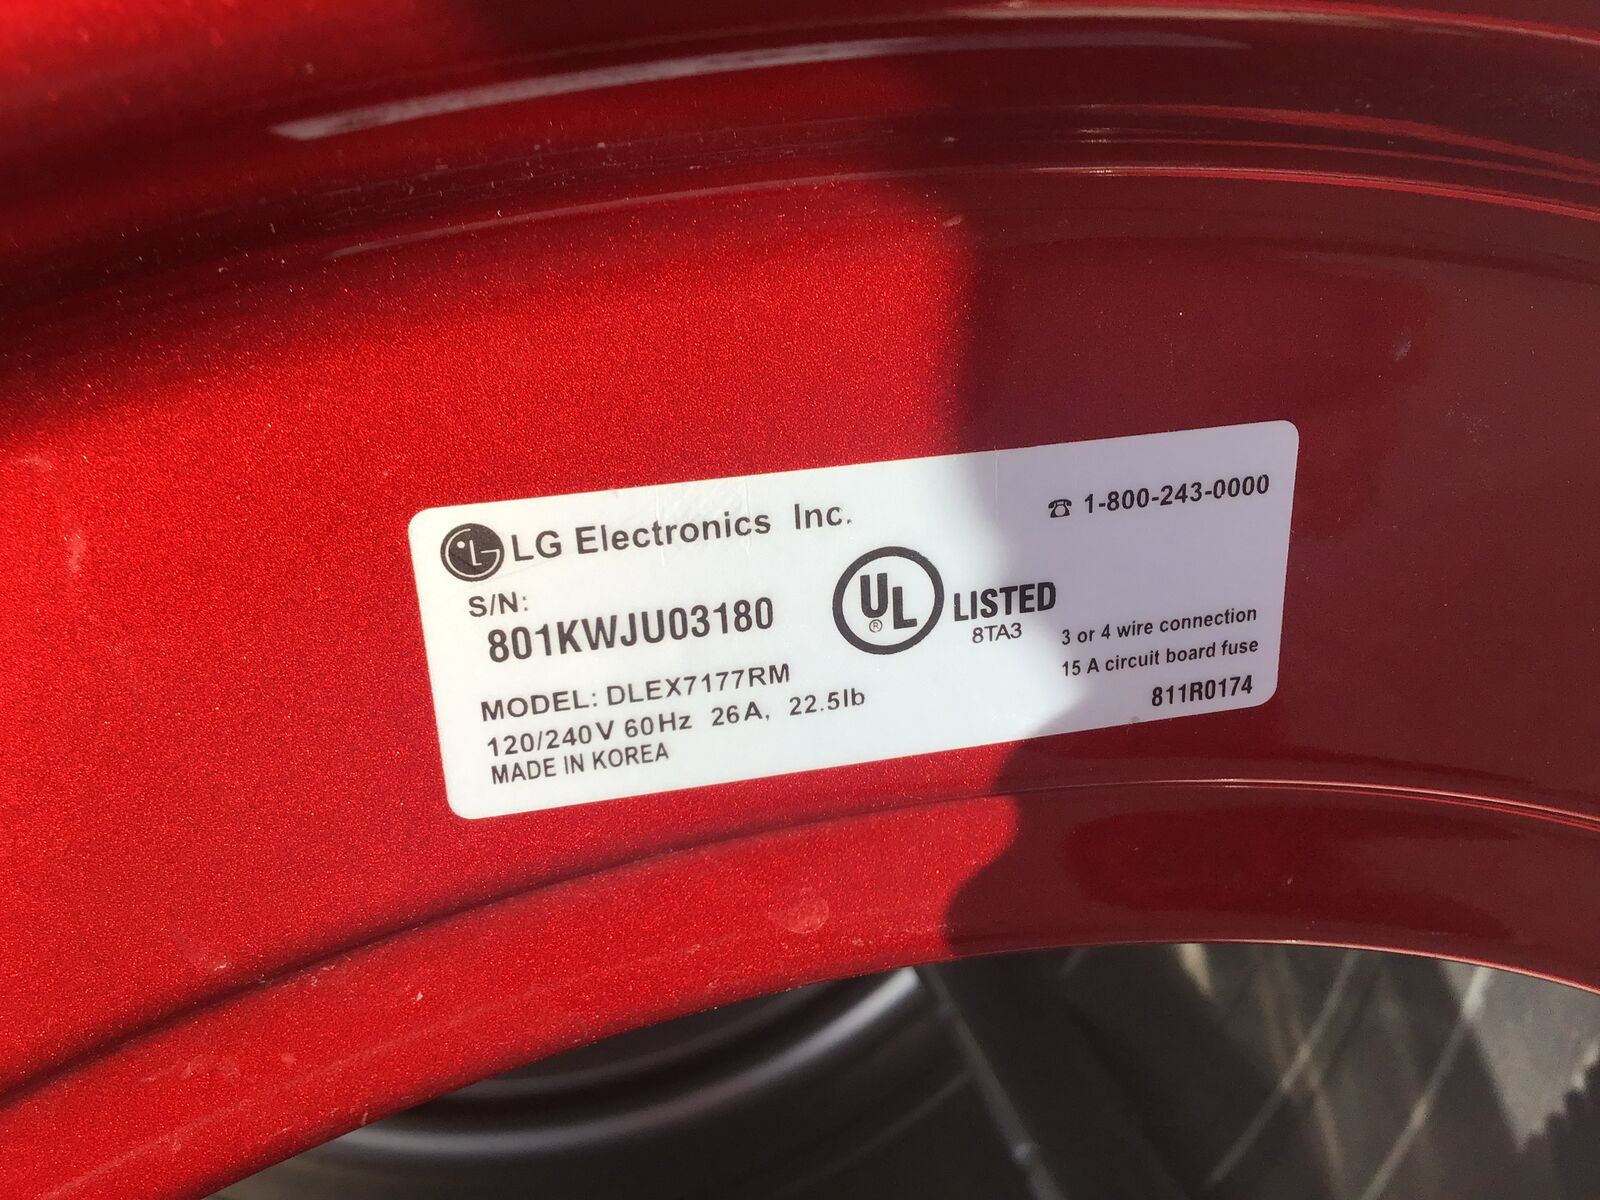 LG Electronics Inc.
☎ 1-800-243-0000
S/N:
801KWJU03180
UL ® LISTED
8TA3
MODEL: DLEX7177RM
120/240V 60Hz 26A, 22.5lb
MADE IN KOREA
3 or 4 wire connection
15 A circuit board fuse
811R0174